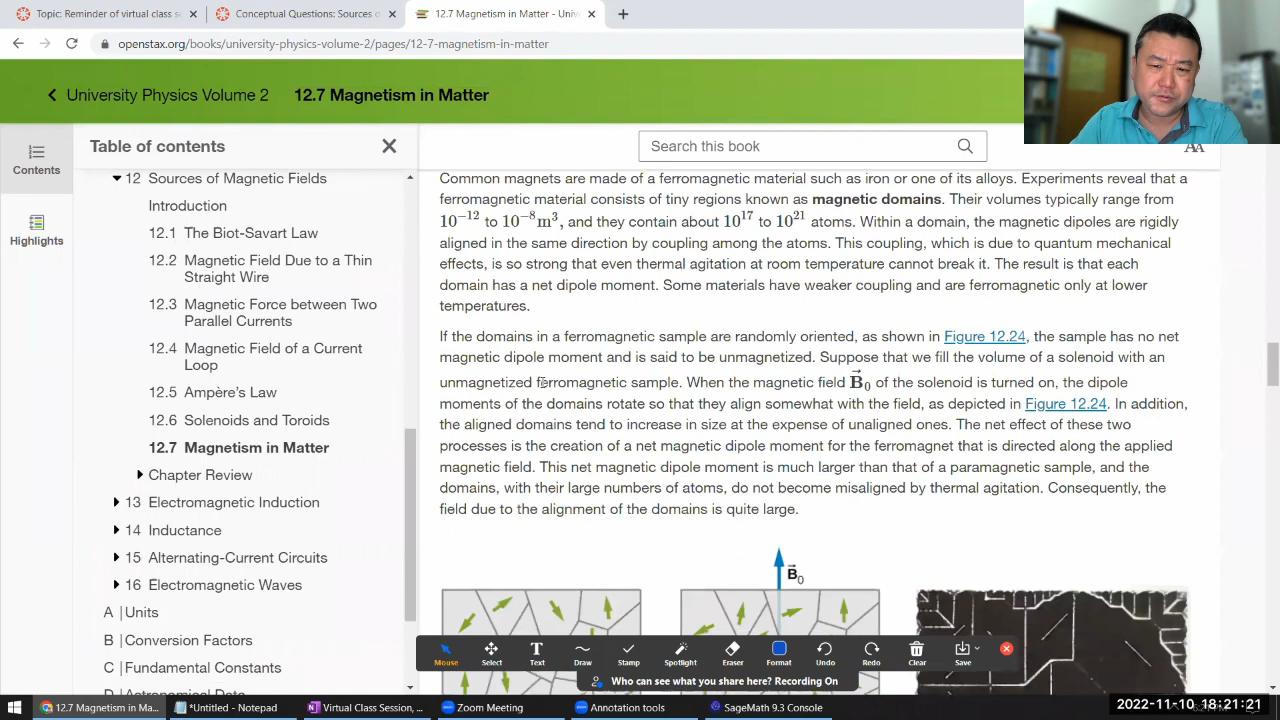 Topic: Reminder of virtual class s
Conceptual Questions: Sources o
12.7 Magnetism in Matter - Unive
openstax.org/books/university-physics-volume-2/pages/12-7-magnetism-in-matter
University Physics Volume 2
12.7 Magnetism in Matter
Contents
Highlights
Table of contents
12 Sources of Magnetic Fields
Introduction
12.1 The Biot-Savart Law
12.2 Magnetic Field Due to a Thin
Straight Wire
12.3 Magnetic Force between Two
Parallel Currents
12.4 Magnetic Field of a Current
Loop
12.5 Ampère's Law
12.6 Solenoids and Toroids
12.7 Magnetism in Matter
Chapter Review
13 Electromagnetic Induction
14 Inductance
15 Alternating-Current Circuits
16 Electromagnetic Waves
A | Units
B | Conversion Factors
C | Fundamental Constants
D | Astronomical Data
Search this book
AA
Common magnets are made of a ferromagnetic material such as iron or one of its alloys. Experiments reveal that a
ferromagnetic material consists of tiny regions known as magnetic domains. Their volumes typically range from
10⁻¹² to 10⁻⁸ m³, and they contain about 10¹⁷ to 10²¹ atoms. Within a domain, the magnetic dipoles are rigidly
aligned in the same direction by coupling among the atoms. This coupling, which is due to quantum mechanical
effects, is so strong that even thermal agitation at room temperature cannot break it. The result is that each
domain has a net dipole moment. Some materials have weaker coupling and are ferromagnetic only at lower
temperatures.
If the domains in a ferromagnetic sample are randomly oriented, as shown in Figure 12.24, the sample has no net
magnetic dipole moment and is said to be unmagnetized. Suppose that we fill the volume of a solenoid with an
unmagnetized ferromagnetic sample. When the magnetic field B⃗₀ of the solenoid is turned on, the dipole
moments of the domains rotate so that they align somewhat with the field, as depicted in Figure 12.24. In addition,
the aligned domains tend to increase in size at the expense of unaligned ones. The net effect of these two
processes is the creation of a net magnetic dipole moment for the ferromagnet that is directed along the applied
magnetic field. This net magnetic dipole moment is much larger than that of a paramagnetic sample, and the
domains, with their large numbers of atoms, do not become misaligned by thermal agitation. Consequently, the
field due to the alignment of the domains is quite large.
B⃗₀
Mouse Select Text Draw Stamp Spotlight Eraser Format Undo Redo Clear Save
Who can see what you share here? Recording On
12.7 Magnetism in Ma...
*Untitled - Notepad
Virtual Class Session, ...
Zoom Meeting
Annotation tools
SageMath 9.3 Console
2022-11-10 18:21:21